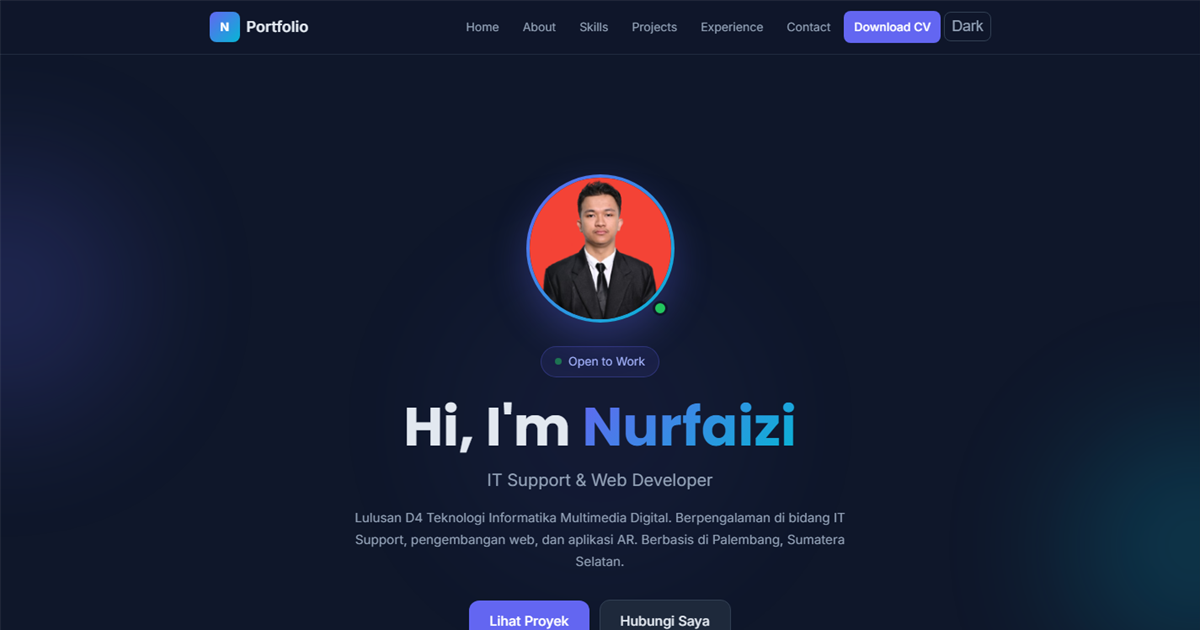 N Portfolio Home About Skills Projects Experience Contact Download CV Dark
Open to Work
Hi, I'm Nurfaizi
IT Support & Web Developer
Lulusan D4 Teknologi Informatika Multimedia Digital. Berpengalaman di bidang IT
Support, pengembangan web, dan aplikasi AR. Berbasis di Palembang, Sumatera
Selatan.
Lihat Proyek Hubungi Saya